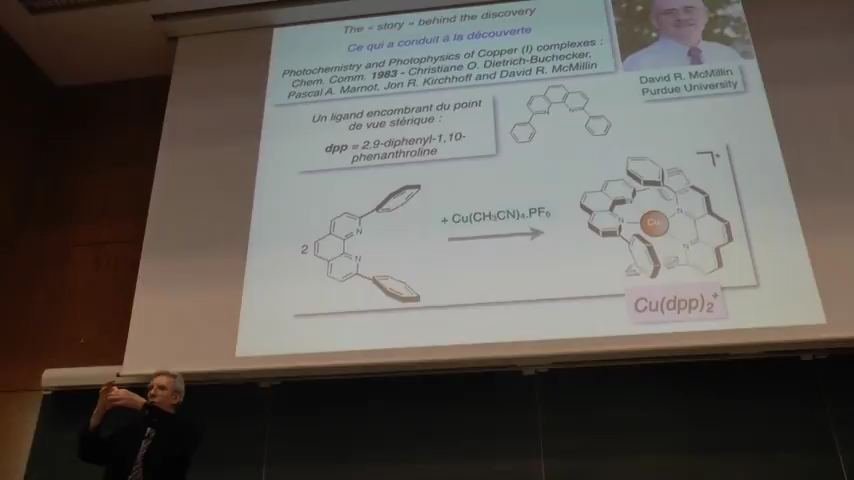 The « story » behind the discovery
Ce qui a conduit à la découverte
Photochemistry and Photophysics of Copper (I) complexes :
Chem. Comm. 1983 - Christiane O. Dietrich-Buchecker,
Pascal A. Marnot, Jon R. Kirchhoff and David R. McMillin
David R. McMillin
Purdue University
Un ligand encombrant du point
de vue stérique :
dpp = 2,9-diphenyl-1,10-
phenanthroline
N
N
2
+ Cu(CH₃CN)₄.PF₆
N
N
Cu
N
N
+
Cu(dpp)₂⁺